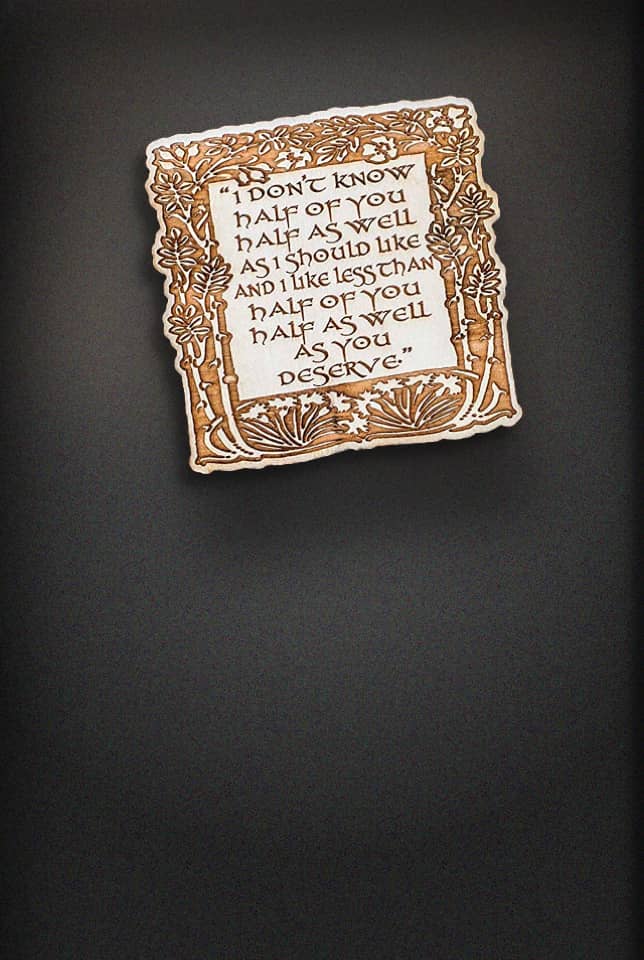 “I DON’T KNOW
HALF OF YOU
HALF AS WELL
AS I SHOULD LIKE
AND I LIKE LESS THAN
HALF OF YOU
HALF AS WELL
AS YOU
DESERVE.”